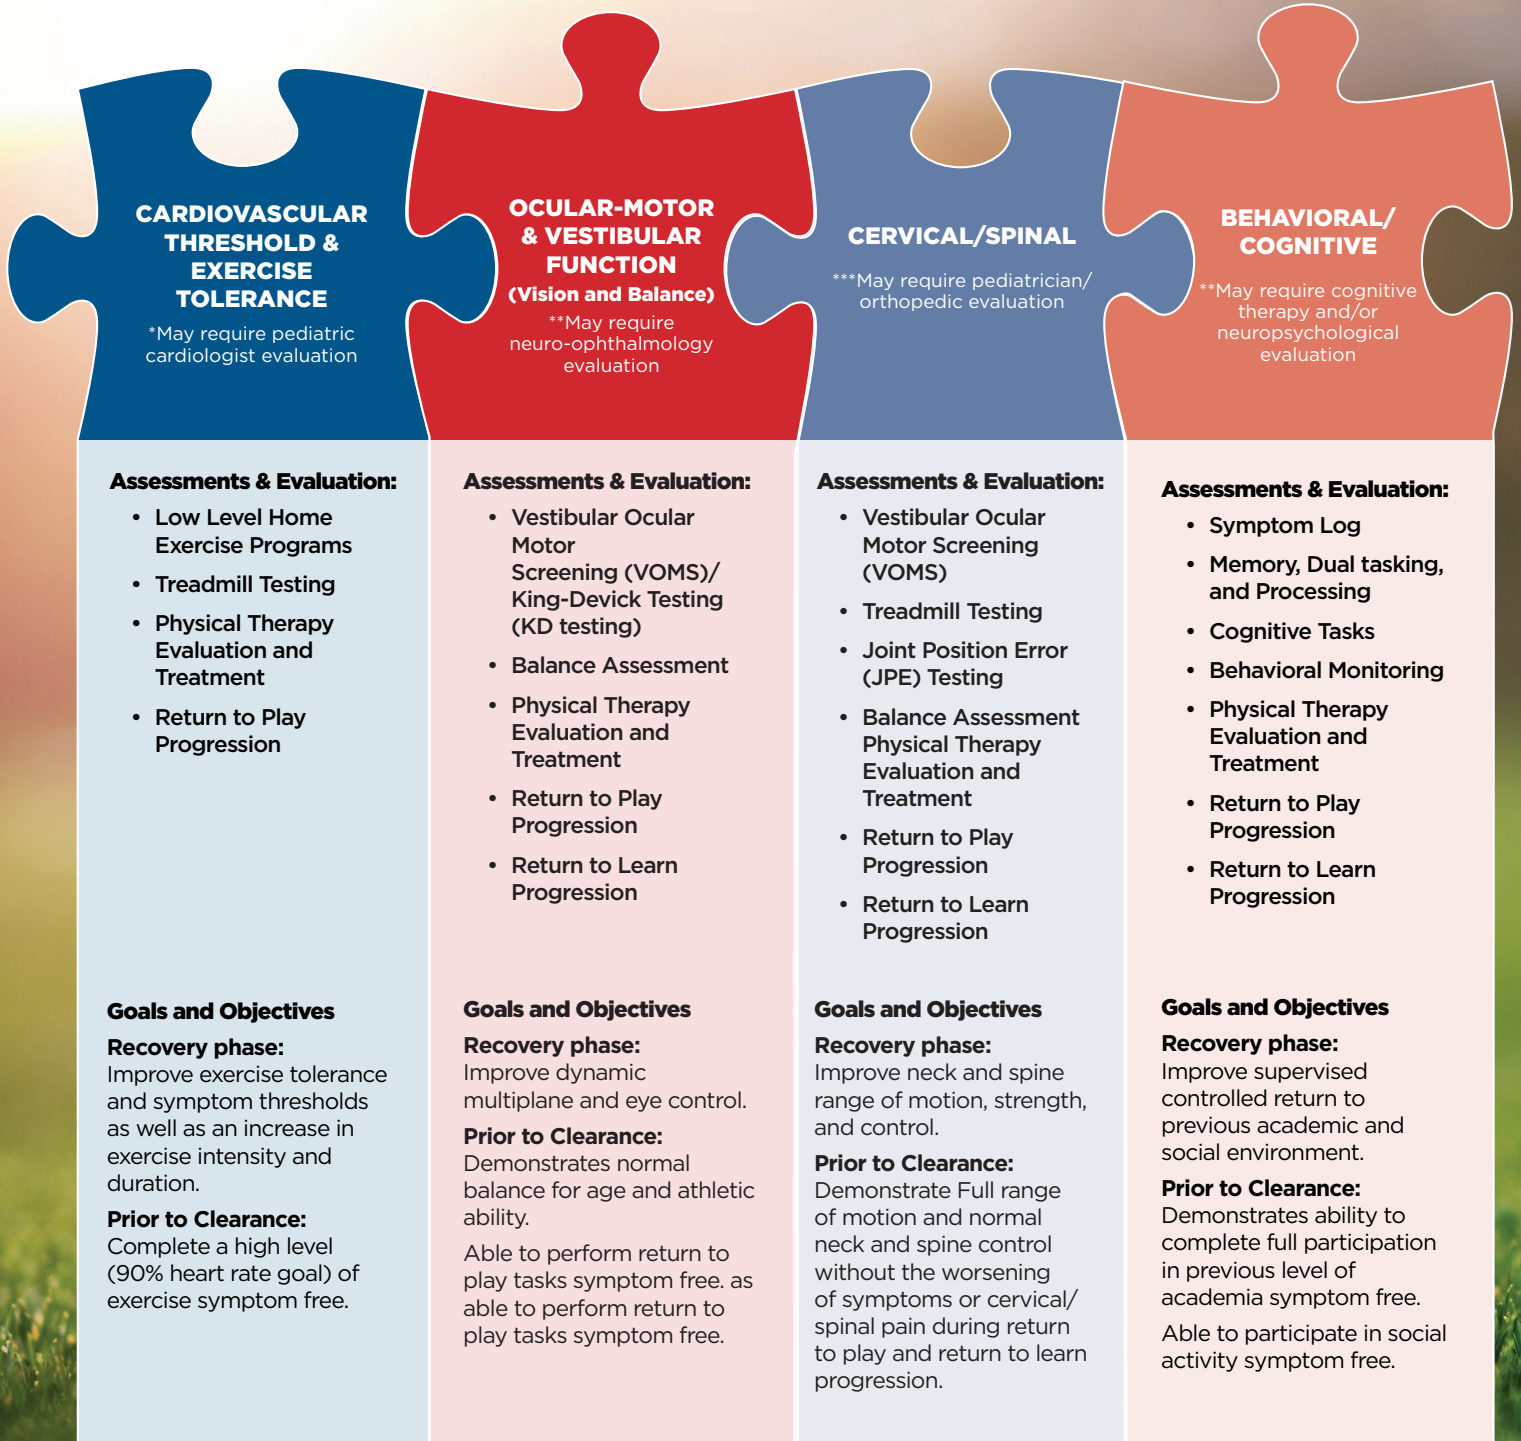 CARDIOVASCULAR
THRESHOLD &
EXERCISE
TOLERANCE
*May require pediatric
cardiologist evaluation
Assessments & Evaluation:
• Low Level Home
Exercise Programs
• Treadmill Testing
• Physical Therapy
Evaluation and
Treatment
• Return to Play
Progression
Goals and Objectives
Recovery phase:
Improve exercise tolerance
and symptom thresholds
as well as an increase in
exercise intensity and
duration.
Prior to Clearance:
Complete a high level
(90% heart rate goal) of
exercise symptom free.
OCULAR-MOTOR
& VESTIBULAR
FUNCTION
(Vision and Balance)
**May require
neuro-ophthalmology
evaluation
Assessments & Evaluation:
• Vestibular Ocular
Motor
Screening (VOMS)/
King-Devick Testing
(KD testing)
• Balance Assessment
• Physical Therapy
Evaluation and
Treatment
• Return to Play
Progression
• Return to Learn
Progression
Goals and Objectives
Recovery phase:
Improve dynamic
multiplane and eye control.
Prior to Clearance:
Demonstrates normal
balance for age and athletic
ability.
Able to perform return to
play tasks symptom free. as
able to perform return to
play tasks symptom free.
CERVICAL/SPINAL
***May require pediatrician/
orthopedic evaluation
Assessments & Evaluation:
• Vestibular Ocular
Motor Screening
(VOMS)
• Treadmill Testing
• Joint Position Error
(JPE) Testing
• Balance Assessment
Physical Therapy
Evaluation and
Treatment
• Return to Play
Progression
• Return to Learn
Progression
Goals and Objectives
Recovery phase:
Improve neck and spine
range of motion, strength,
and control.
Prior to Clearance:
Demonstrate Full range
of motion and normal
neck and spine control
without the worsening
of symptoms or cervical/
spinal pain during return
to play and return to learn
progression.
BEHAVIORAL/
COGNITIVE
**May require cognitive
therapy and/or
neuropsychological
evaluation
Assessments & Evaluation:
• Symptom Log
• Memory, Dual tasking,
and Processing
• Cognitive Tasks
• Behavioral Monitoring
• Physical Therapy
Evaluation and
Treatment
• Return to Play
Progression
• Return to Learn
Progression
Goals and Objectives
Recovery phase:
Improve supervised
controlled return to
previous academic and
social environment.
Prior to Clearance:
Demonstrates ability to
complete full participation
in previous level of
academia symptom free.
Able to participate in social
activity symptom free.